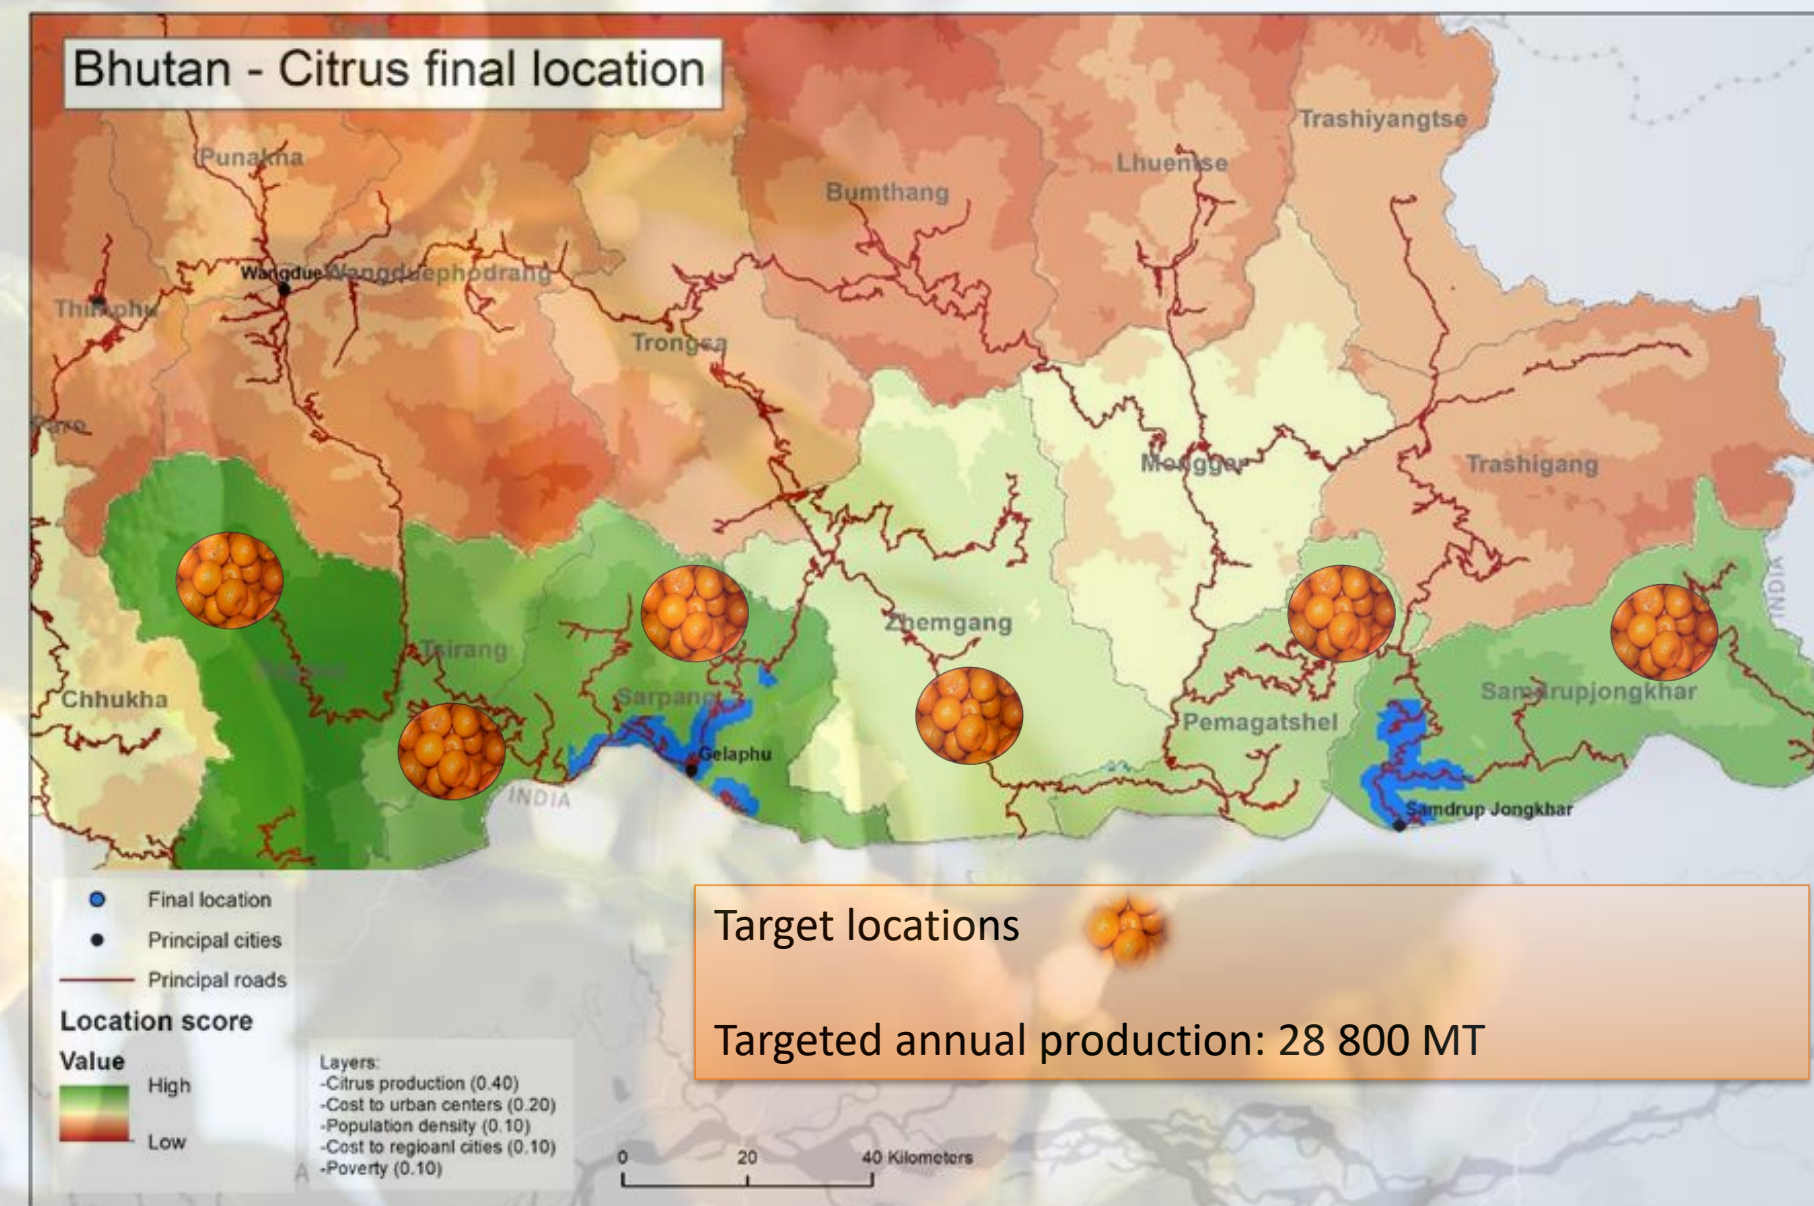 Bhutan - Citrus final location
Trashiyangtse
Punakha
Lhuentse
Bumthang
Wangdue
Wangduephodrang
Thimphu
Trongsa
Paro
Monggar
Trashigang
INDIA
Zhemgang
Tsirang
Chhukha
Sarpang
Samdrupjongkhar
Pemagatshel
Gelaphu
INDIA
Samdrup Jongkhar
Final location
Principal cities
Principal roads
Location score
Value
High
Low
Layers:
-Citrus production (0.40)
-Cost to urban centers (0.20)
-Population density (0.10)
-Cost to regioanl cities (0.10)
-Poverty (0.10)
A
0 20 40 Kilometers
Target locations
Targeted annual production: 28 800 MT